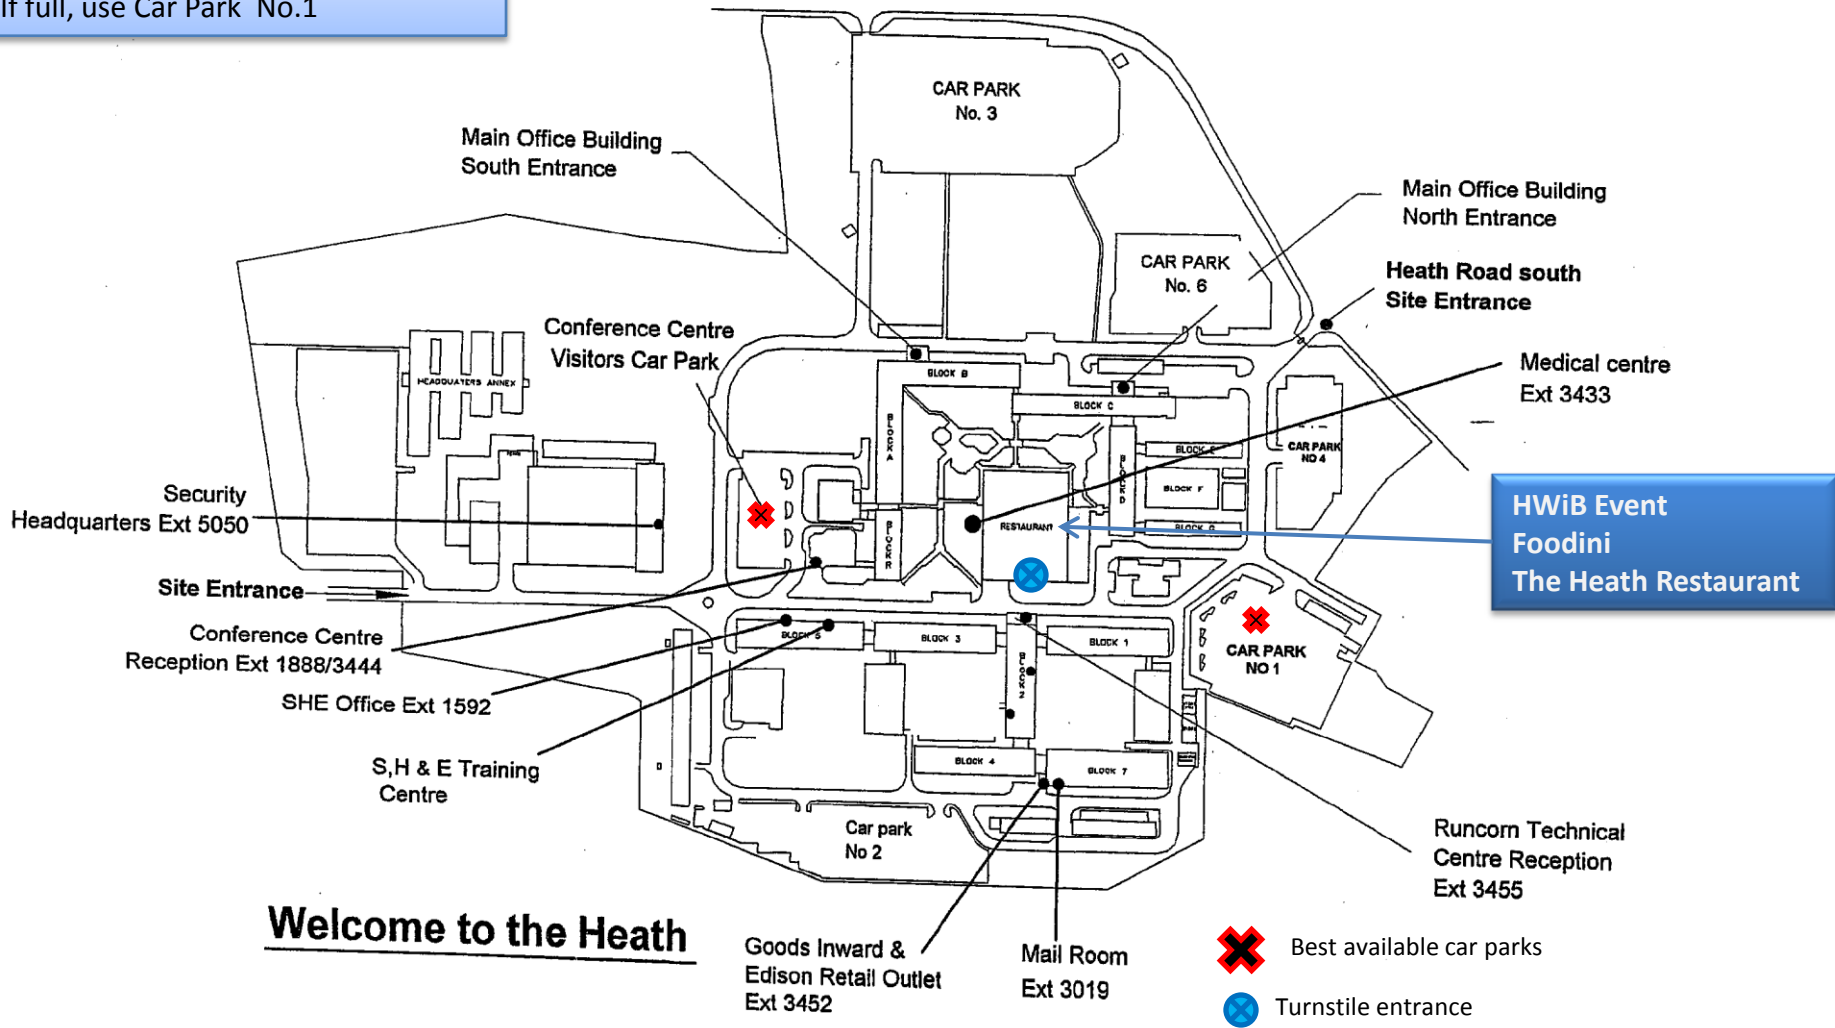 If full, use Car Park No.1
CAR PARK
No. 3
Main Office Building
South Entrance
Main Office Building
North Entrance
CAR PARK
No. 6
Heath Road south
Site Entrance
Conference Centre
Visitors Car Park
Medical centre
Ext 3433
BLOCK B
HEADQUATERS ANNEX
BLOCK C
BLOCK A
CAR PARK
NO 4
BLOCK D
BLOCK F
BLOCK G
Security
Headquarters Ext 5050
RESTAURANT
HWiB Event
Foodini
The Heath Restaurant
Site Entrance
Conference Centre
Reception Ext 1888/3444
BLOCK 5
BLOCK 3
BLOCK 1
BLOCK 2
CAR PARK
NO 1
SHE Office Ext 1592
S,H & E Training
Centre
BLOCK 4
BLOCK 7
Car park
No 2
Runcorn Technical
Centre Reception
Ext 3455
Welcome to the Heath
Goods Inward &
Edison Retail Outlet
Ext 3452
Mail Room
Ext 3019
Best available car parks
Turnstile entrance